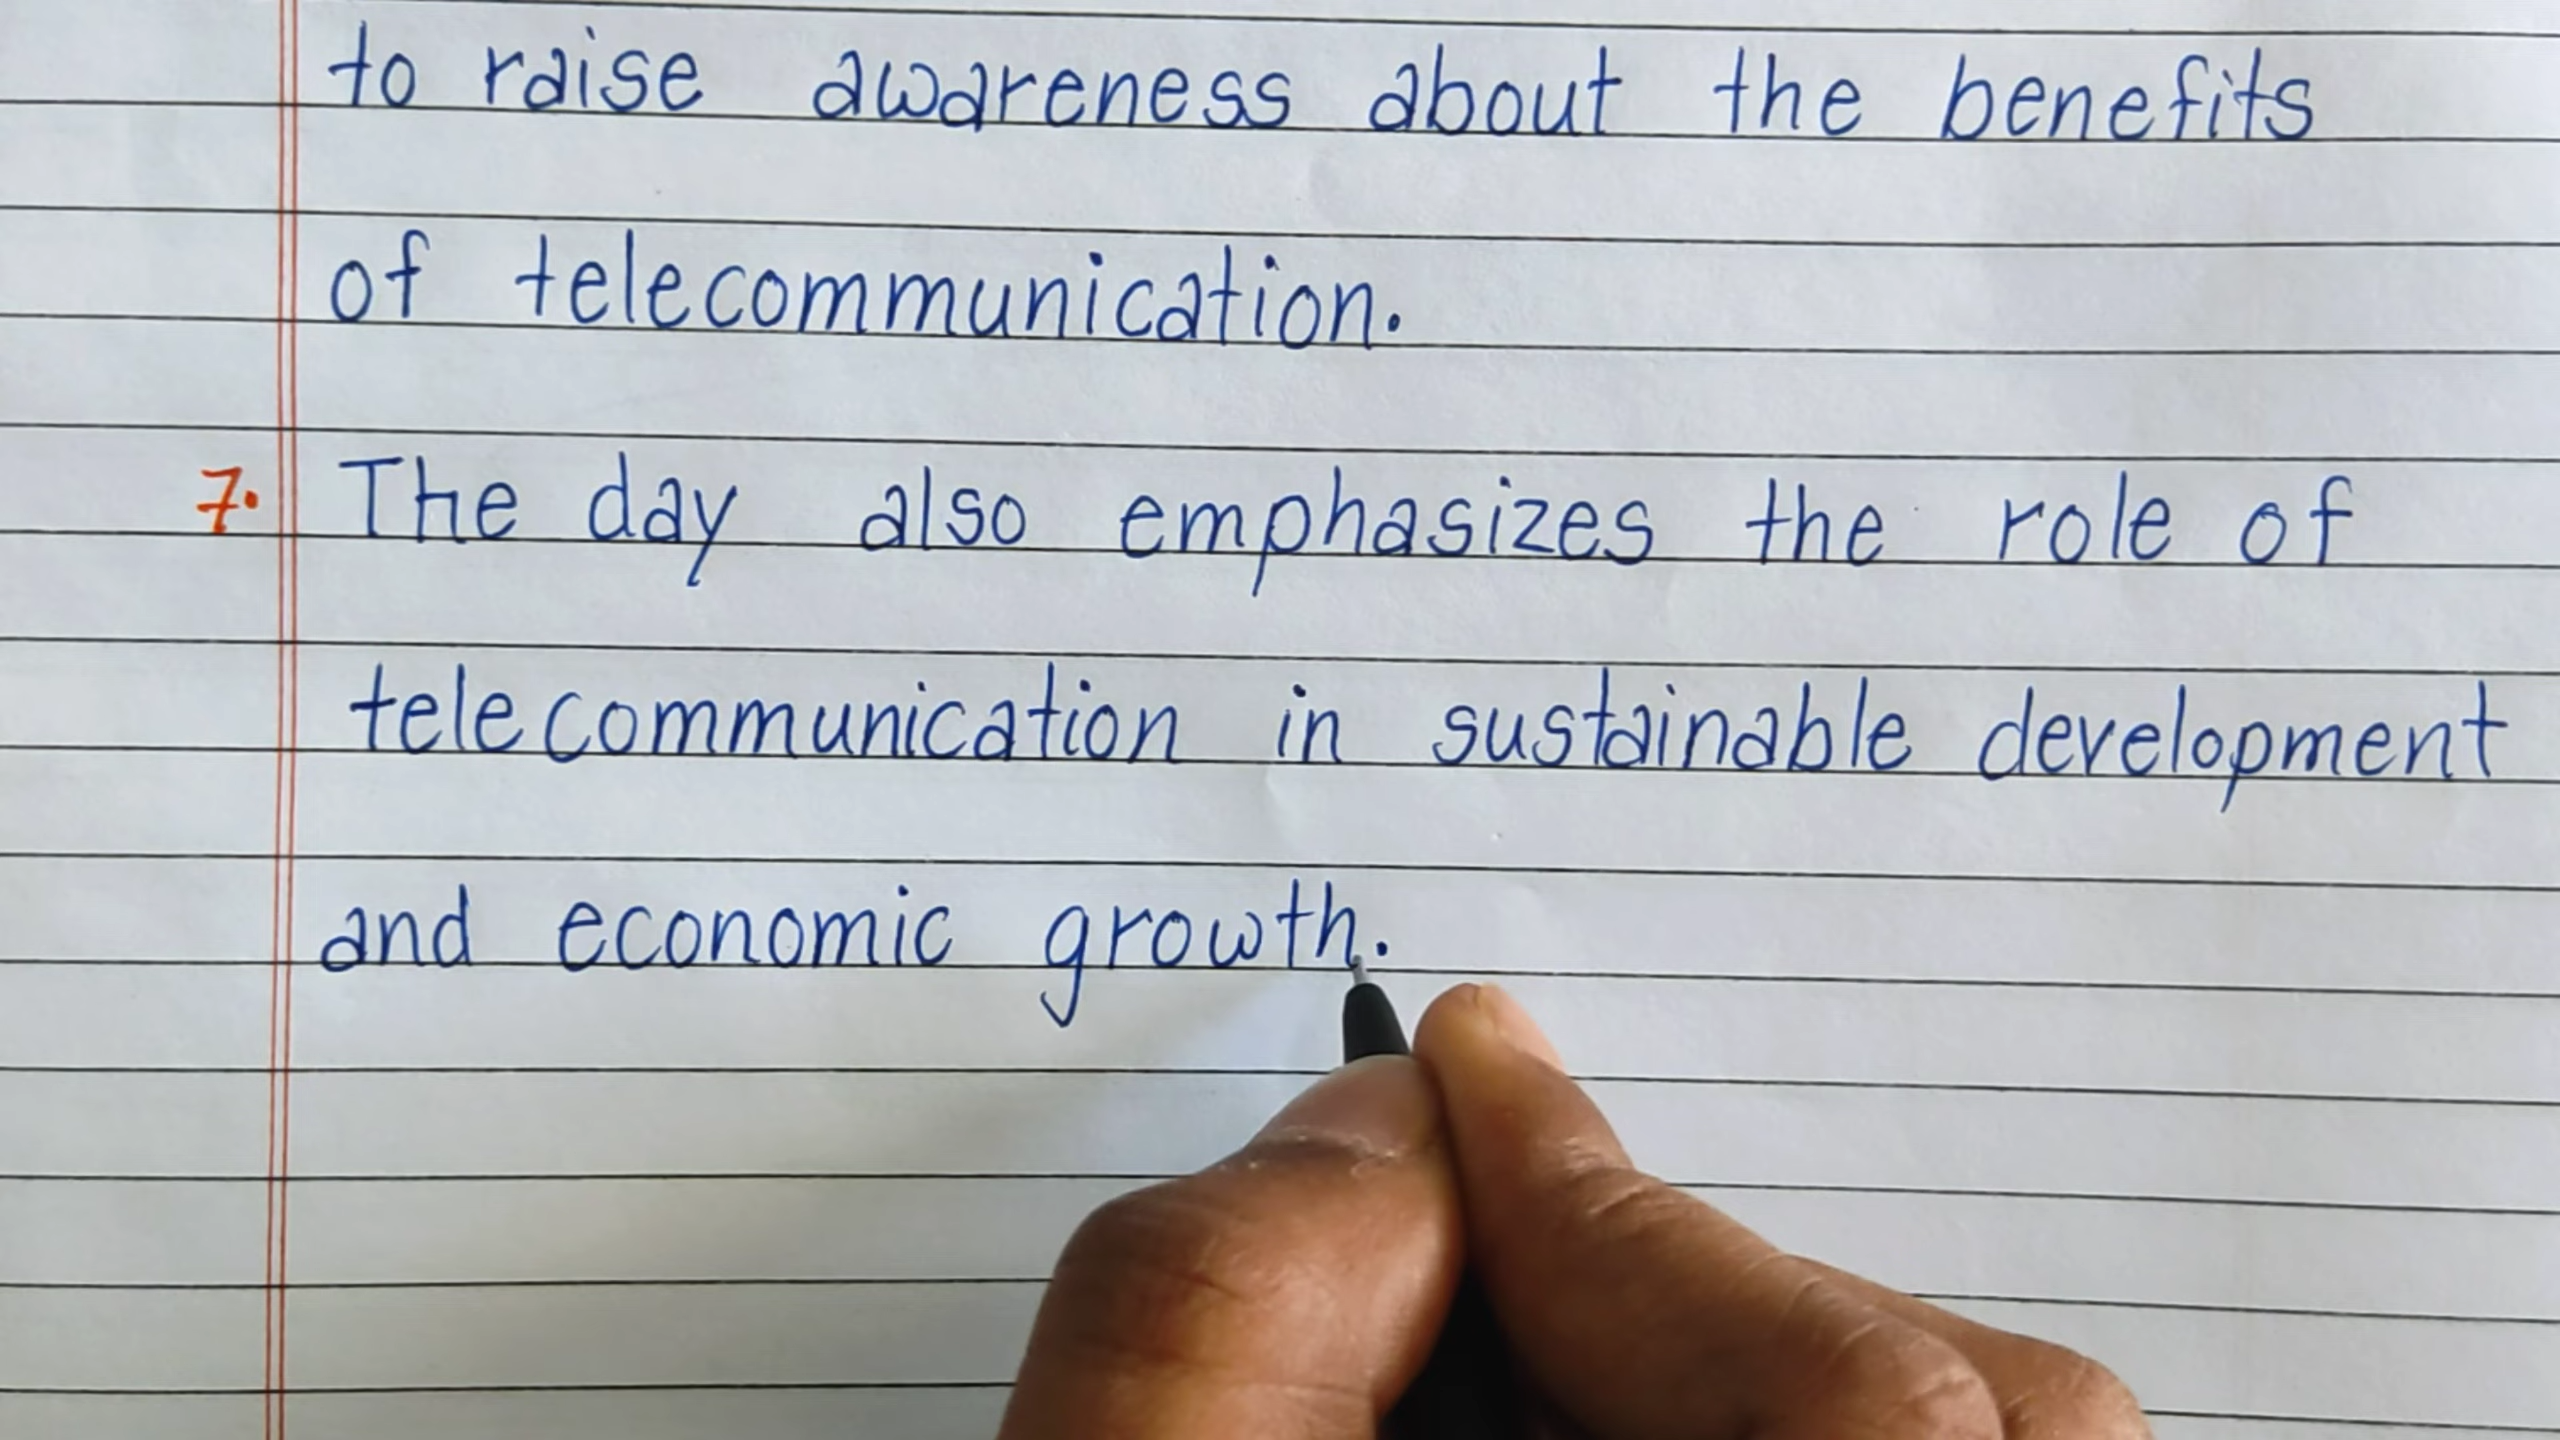 to raise awareness about the benefits
of telecommunication.
7. The day also emphasizes the role of
telecommunication in sustainable development
and economic growth.